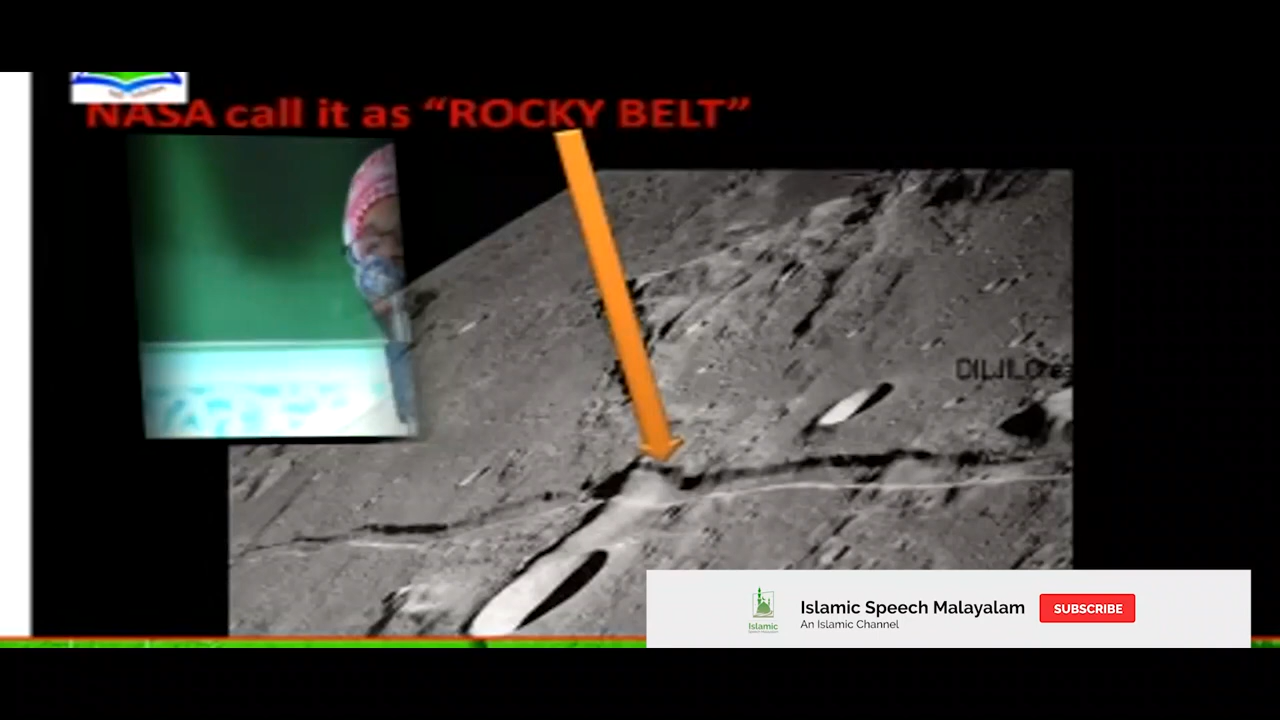 NASA call it as “ROCKY BELT”
Islamic Speech Malayalam
An Islamic Channel
SUBSCRIBE
Islamic